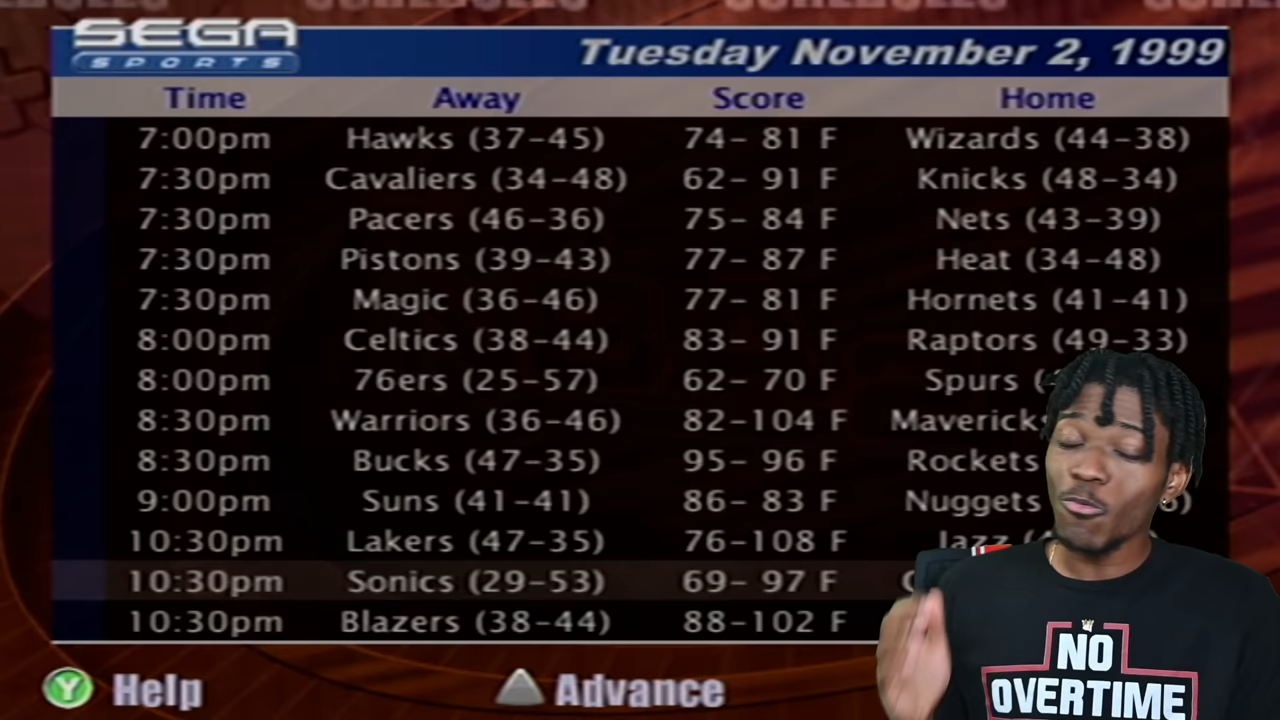 SEGA
SPORTS
Tuesday November 2, 1999
Time Away Score Home
7:00pm Hawks (37-45) 74- 81 F Wizards (44-38)
7:30pm Cavaliers (34-48) 62- 91 F Knicks (48-34)
7:30pm Pacers (46-36) 75- 84 F Nets (43-39)
7:30pm Pistons (39-43) 77- 87 F Heat (34-48)
7:30pm Magic (36-46) 77- 81 F Hornets (41-41)
8:00pm Celtics (38-44) 83- 91 F Raptors (49-33)
8:00pm 76ers (25-57) 62- 70 F Spurs
8:30pm Warriors (36-46) 82-104 F Mavericks
8:30pm Bucks (47-35) 95- 96 F Rockets
9:00pm Suns (41-41) 86- 83 F Nuggets
10:30pm Lakers (47-35) 76-108 F Jazz
10:30pm Sonics (29-53) 69- 97 F
10:30pm Blazers (38-44) 88-102 F
Y Help Advance
NO
OVERTIME